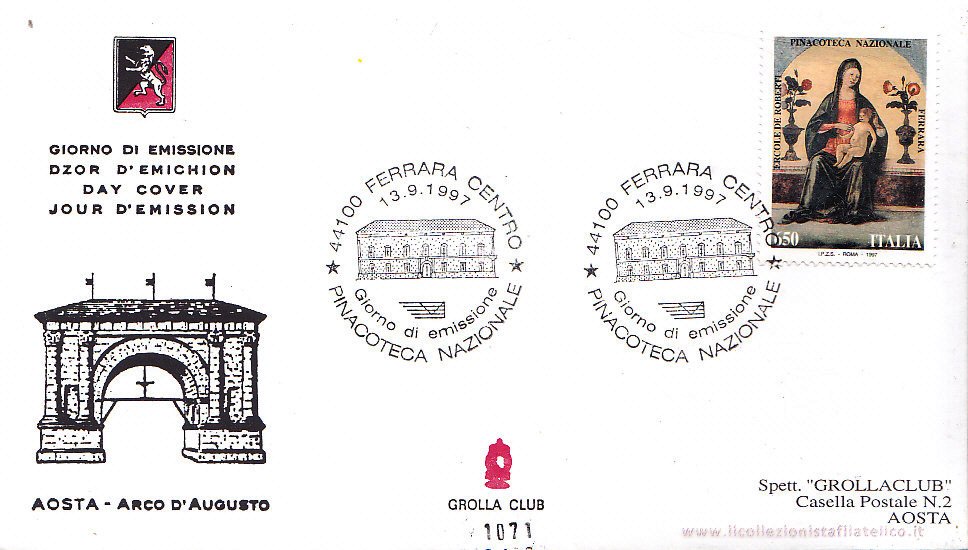 GIORNO DI EMISSIONE
DZOR D'EMICHION
DAY COVER
JOUR D'EMISSION
AOSTA - ARCO D'AUGUSTO
44100 FERRARA CENTRO
13.9.1997
Giorno di emissione
PINACOTECA NAZIONALE
44100 FERRARA CENTRO
13.9.1997
Giorno di emissione
PINACOTECA NAZIONALE
PINACOTECA NAZIONALE
ERCOLE DE ROBERTI
FERRARA
650
ITALIA
I.P.Z.S. - ROMA - 1997
GROLLA CLUB
1071
Spett. "GROLLACLUB"
Casella Postale N.2
AOSTA
www.ilcollezionistafilatelico.it